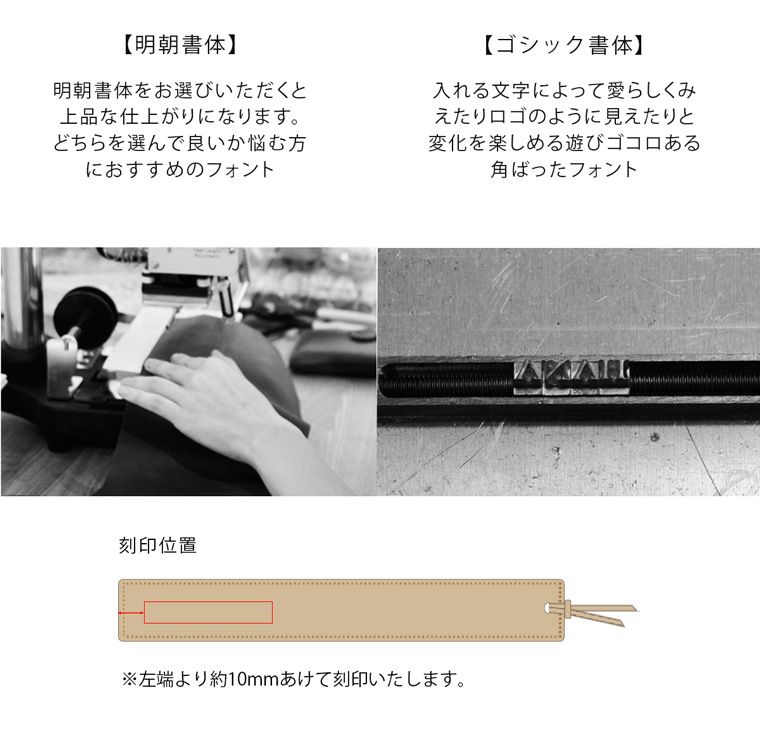 【明朝書体】
明朝書体をお選びいただくと
上品な仕上がりになります。
どちらを選んで良いか悩む方
におすすめのフォント
【ゴシック書体】
入れる文字によって愛らしくみ
えたりロゴのように見えたりと
変化を楽しめる遊びゴコロある
角ばったフォント
刻印位置
※左端より約10mmあけて刻印いたします。